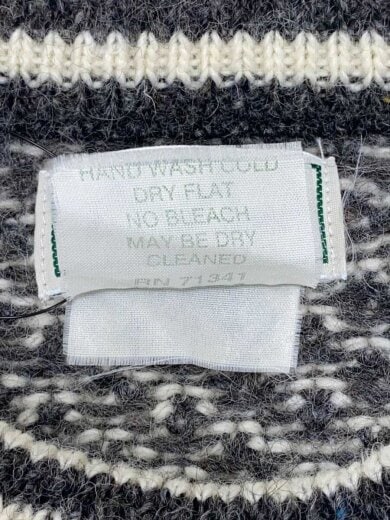 HAND WASH COLD
DRY FLAT
NO BLEACH
MAY BE DRY
CLEANED
RN 71341